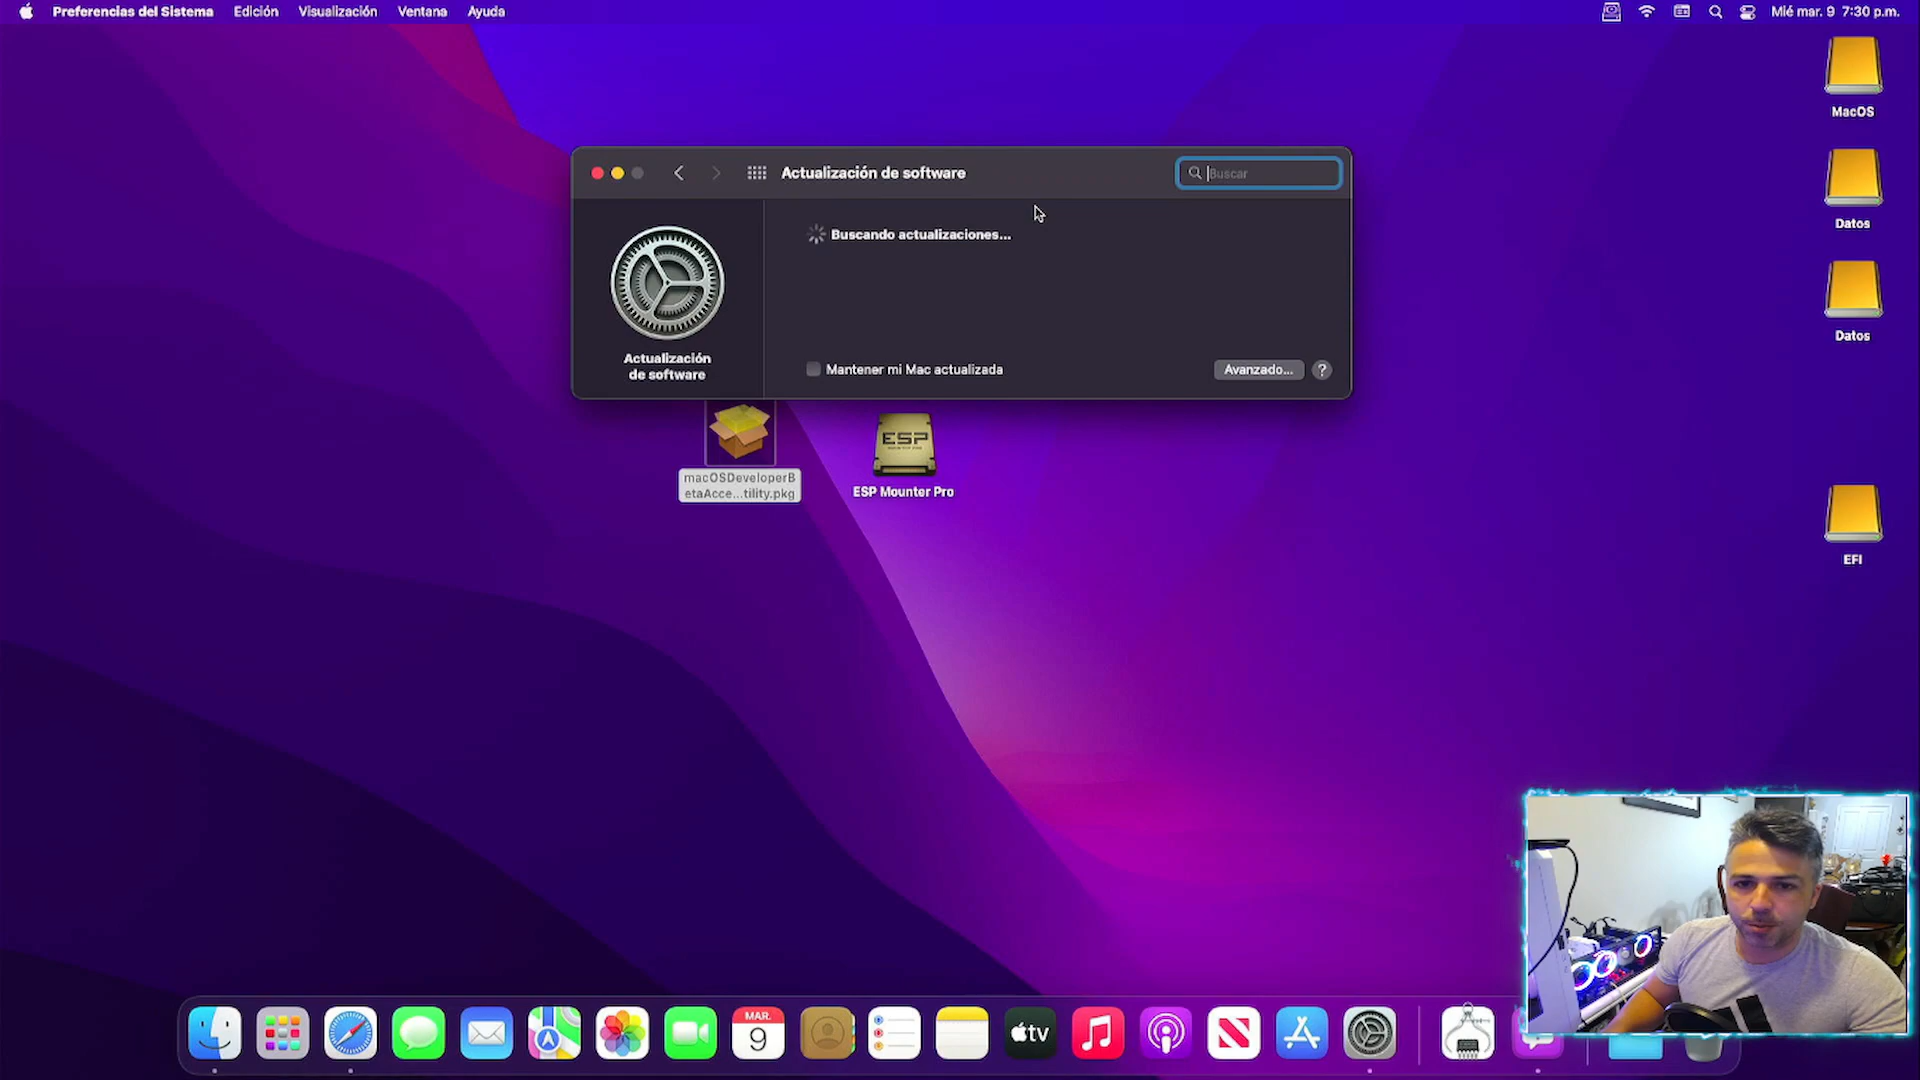 Preferencias del Sistema Edición Visualización Ventana Ayuda Mié mar. 9 7:30 p.m.
MacOS
Actualización de software
Buscar
Datos
Buscando actualizaciones...
Datos
Actualización
de software
Mantener mi Mac actualizada
Avanzado... ?
ESP
macOSDeveloperB
etaAcce...tility.pkg
ESP Mounter Pro
EFI
MAR.
9
tv